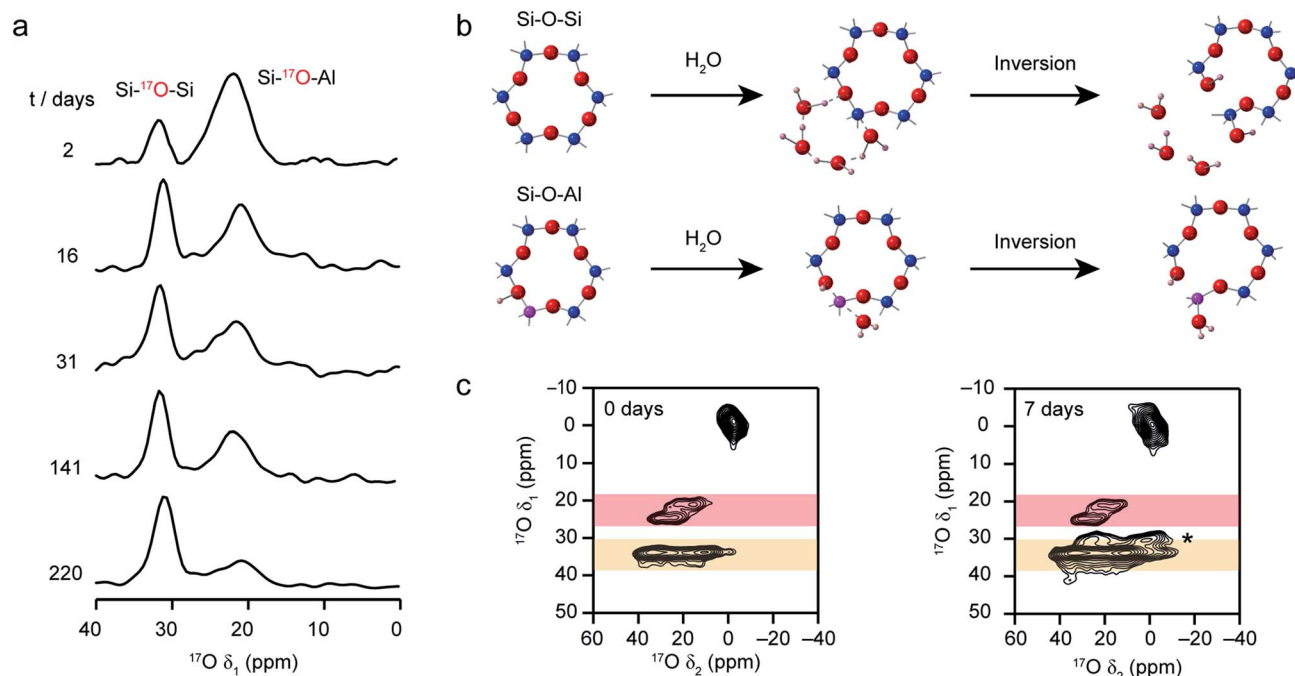 a
t / days
Si-¹⁷O-Si
Si-¹⁷O-Al
2
16
31
141
220
40 30 20 10 0
¹⁷O δ₁ (ppm)
b
Si-O-Si
H₂O
Inversion
Si-O-Al
H₂O
Inversion
c
0 days
–10
0
10
20
30
40
50
¹⁷O δ₁ (ppm)
60 40 20 0 –20 –40
¹⁷O δ₂ (ppm)
7 days
*
–10
0
10
20
30
40
50
¹⁷O δ₁ (ppm)
60 40 20 0 –20 –40
¹⁷O δ₂ (ppm)